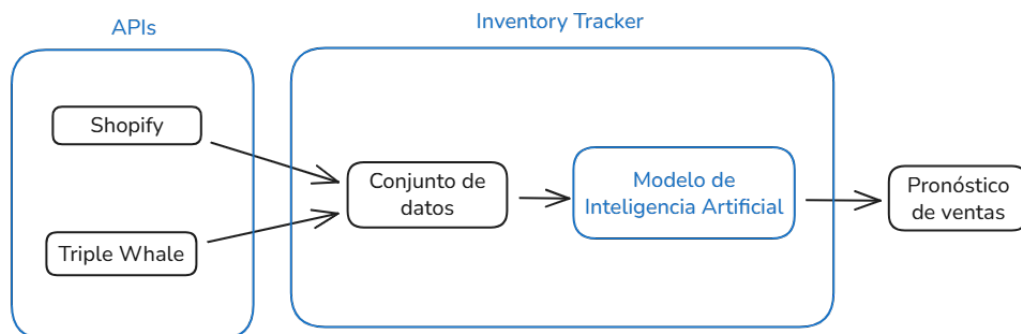 APIs
Inventory Tracker
Shopify
Triple Whale
Conjunto de
datos
Modelo de
Inteligencia Artificial
Pronóstico
de ventas